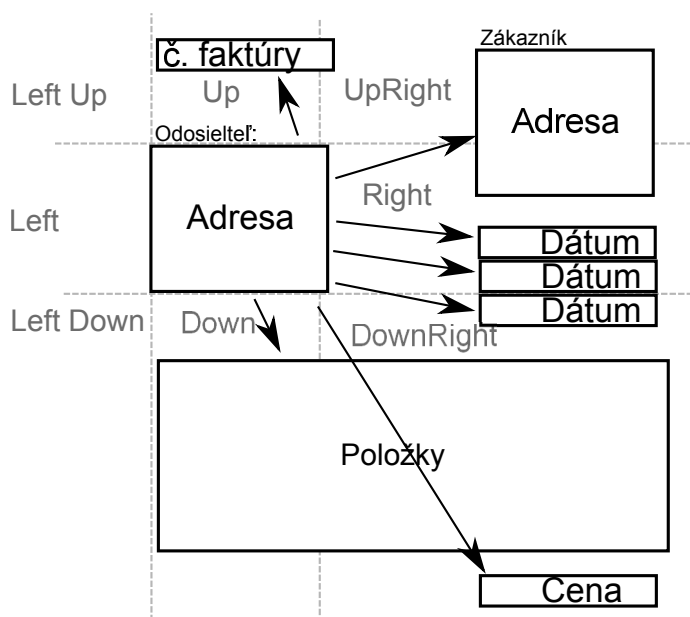 Zákazník
č. faktúry
Left Up
Up
UpRight
Adresa
Odosielteľ:
Adresa
Left
Right
Dátum
Dátum
Dátum
Left Down
Down
DownRight
Položky
Cena